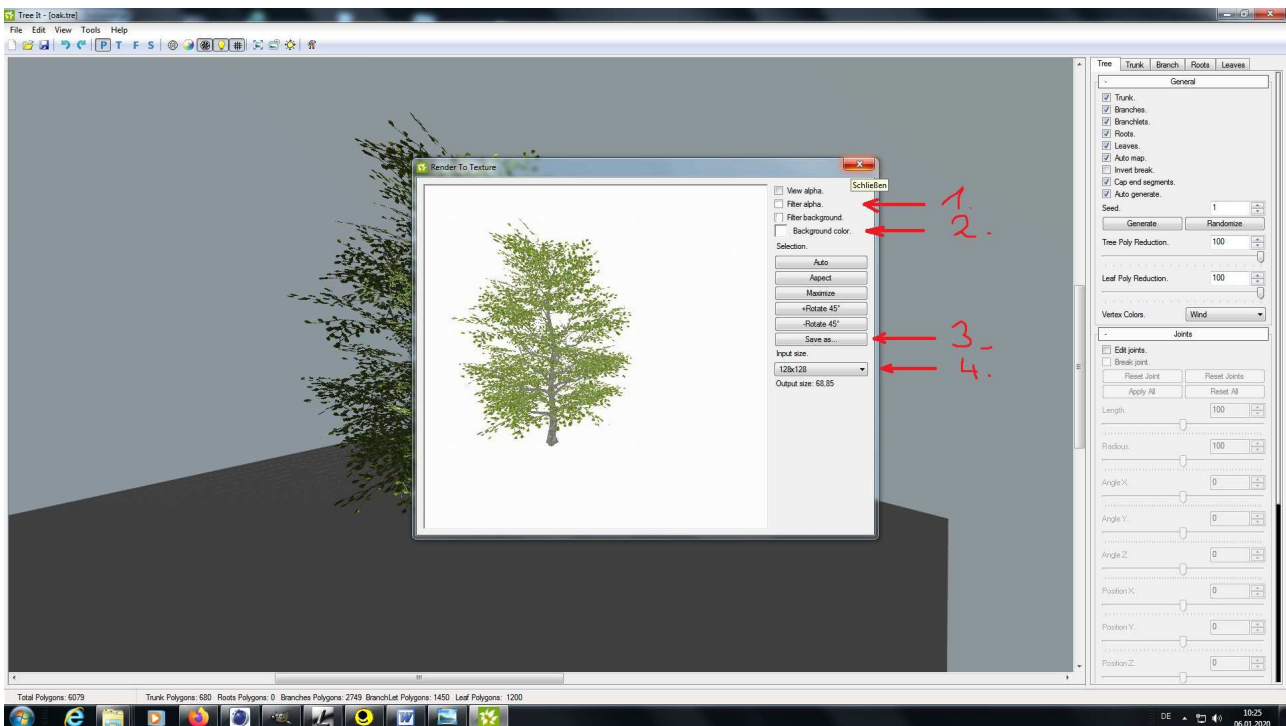 Tree It - [oak.tre]
File Edit View Tools Help
P T F S
Tree Trunk Branch Roots Leaves
- General
Trunk.
Branches.
Branchlets.
Roots.
Leaves.
Auto map.
Invert break.
Cap end segments.
Auto generate.
Seed. 1
Generate Randomize
Tree Poly Reduction. 100
Leaf Poly Reduction. 100
Vertex Colors. Wind
- Joints
Edit joints.
Break joint.
Reset Joint Reset Joints
Apply All Reset All
Length. 100
Radious. 100
Angle X. 0
Angle Y. 0
Angle Z. 0
Position X. 0
Position Y. 0
Position Z. 0
Render To Texture
Schließen
View alpha.
Filter alpha.
Filter background.
Background color.
Selection.
Auto
Aspect
Maximize
+Rotate 45°
-Rotate 45°
Save as...
Input size.
128x128
Output size: 68,85
1.
2.
3.
4.
Total Polygons: 6079 Trunk Polygons: 680 Roots Polygons: 0 Branches Polygons: 2749 BranchLet Polygons: 1450 Leaf Polygons: 1200
DE 10:25
06.01.2020